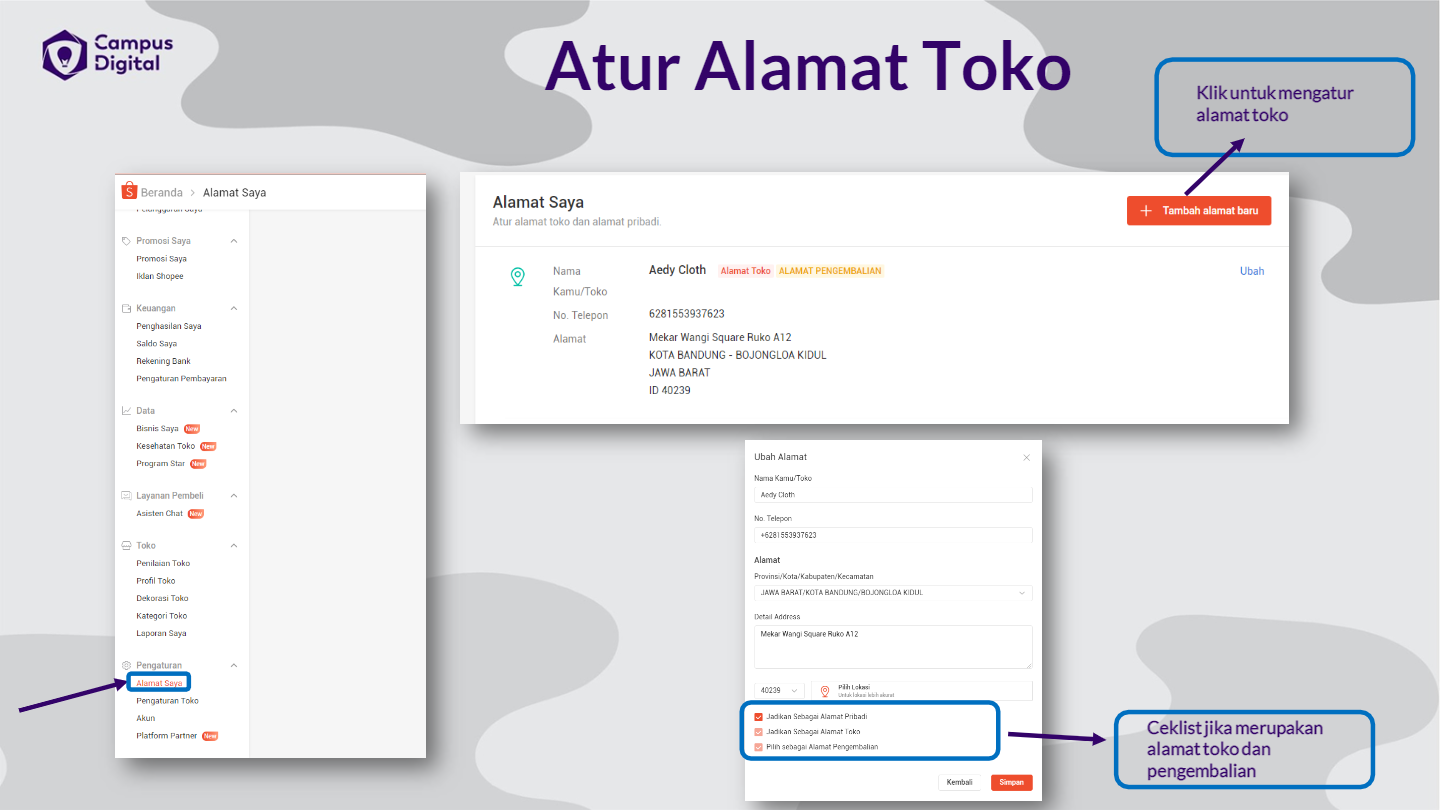 Campus
Digital
Atur Alamat Toko
Klik untuk mengatur
alamat toko
Beranda > Alamat Saya
Pelanggaran Saya
Promosi Saya
Promosi Saya
Iklan Shopee
Keuangan
Penghasilan Saya
Saldo Saya
Rekening Bank
Pengaturan Pembayaran
Data
Bisnis Saya New
Kesehatan Toko New
Program Star New
Layanan Pembeli
Asisten Chat New
Toko
Penilaian Toko
Profil Toko
Dekorasi Toko
Kategori Toko
Laporan Saya
Pengaturan
Alamat Saya
Pengaturan Toko
Akun
Platform Partner New
Alamat Saya
Atur alamat toko dan alamat pribadi.
+ Tambah alamat baru
Nama Kamu/Toko
Aedy Cloth Alamat Toko ALAMAT PENGEMBALIAN
Ubah
No. Telepon 6281553937623
Alamat Mekar Wangi Square Ruko A12
KOTA BANDUNG - BOJONGLOA KIDUL
JAWA BARAT
ID 40239
Ubah Alamat
Nama Kamu/Toko
Aedy Cloth
No. Telepon
+6281553937623
Alamat
Provinsi/Kota/Kabupaten/Kecamatan
JAWA BARAT/KOTA BANDUNG/BOJONGLOA KIDUL
Detail Address
Mekar Wangi Square Ruko A12
40239
Pilih Lokasi
Untuk lokasi lebih akurat
Jadikan Sebagai Alamat Pribadi
Jadikan Sebagai Alamat Toko
Pilih sebagai Alamat Pengembalian
Kembali Simpan
Ceklist jika merupakan
alamat toko dan
pengembalian